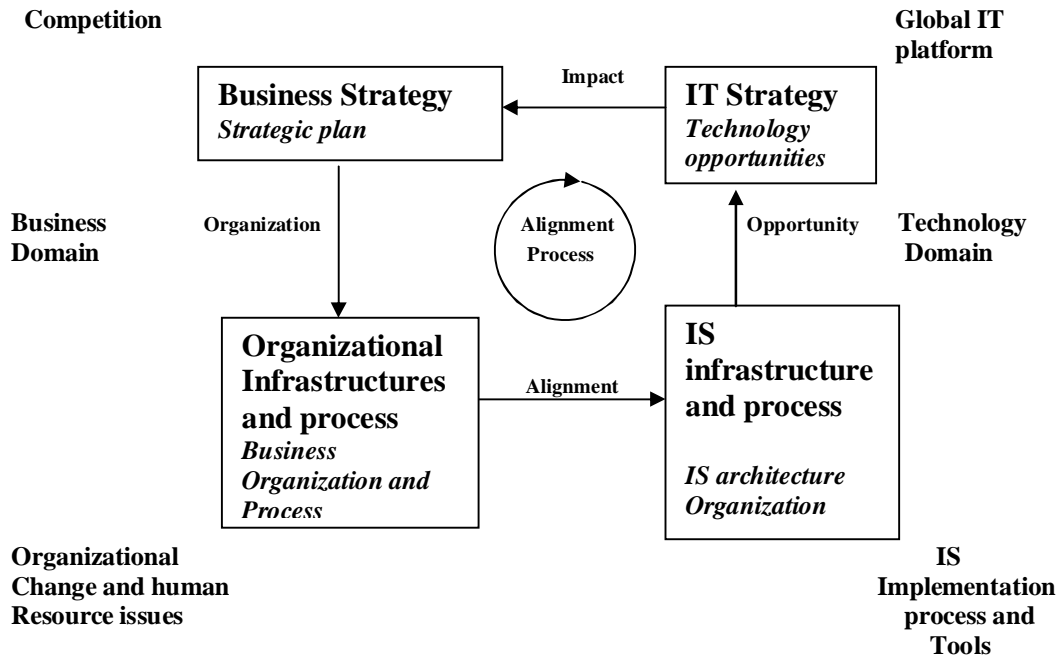 Competition
Global IT
platform
Impact
Business Strategy
Strategic plan
IT Strategy
Technology
opportunities
Business
Domain
Organization
Alignment
Process
Opportunity
Technology
Domain
Organizational
Infrastructures
and process
Business
Organization and
Process
Alignment
IS
infrastructure
and process
IS architecture
Organization
Organizational
Change and human
Resource issues
IS
Implementation
process and
Tools